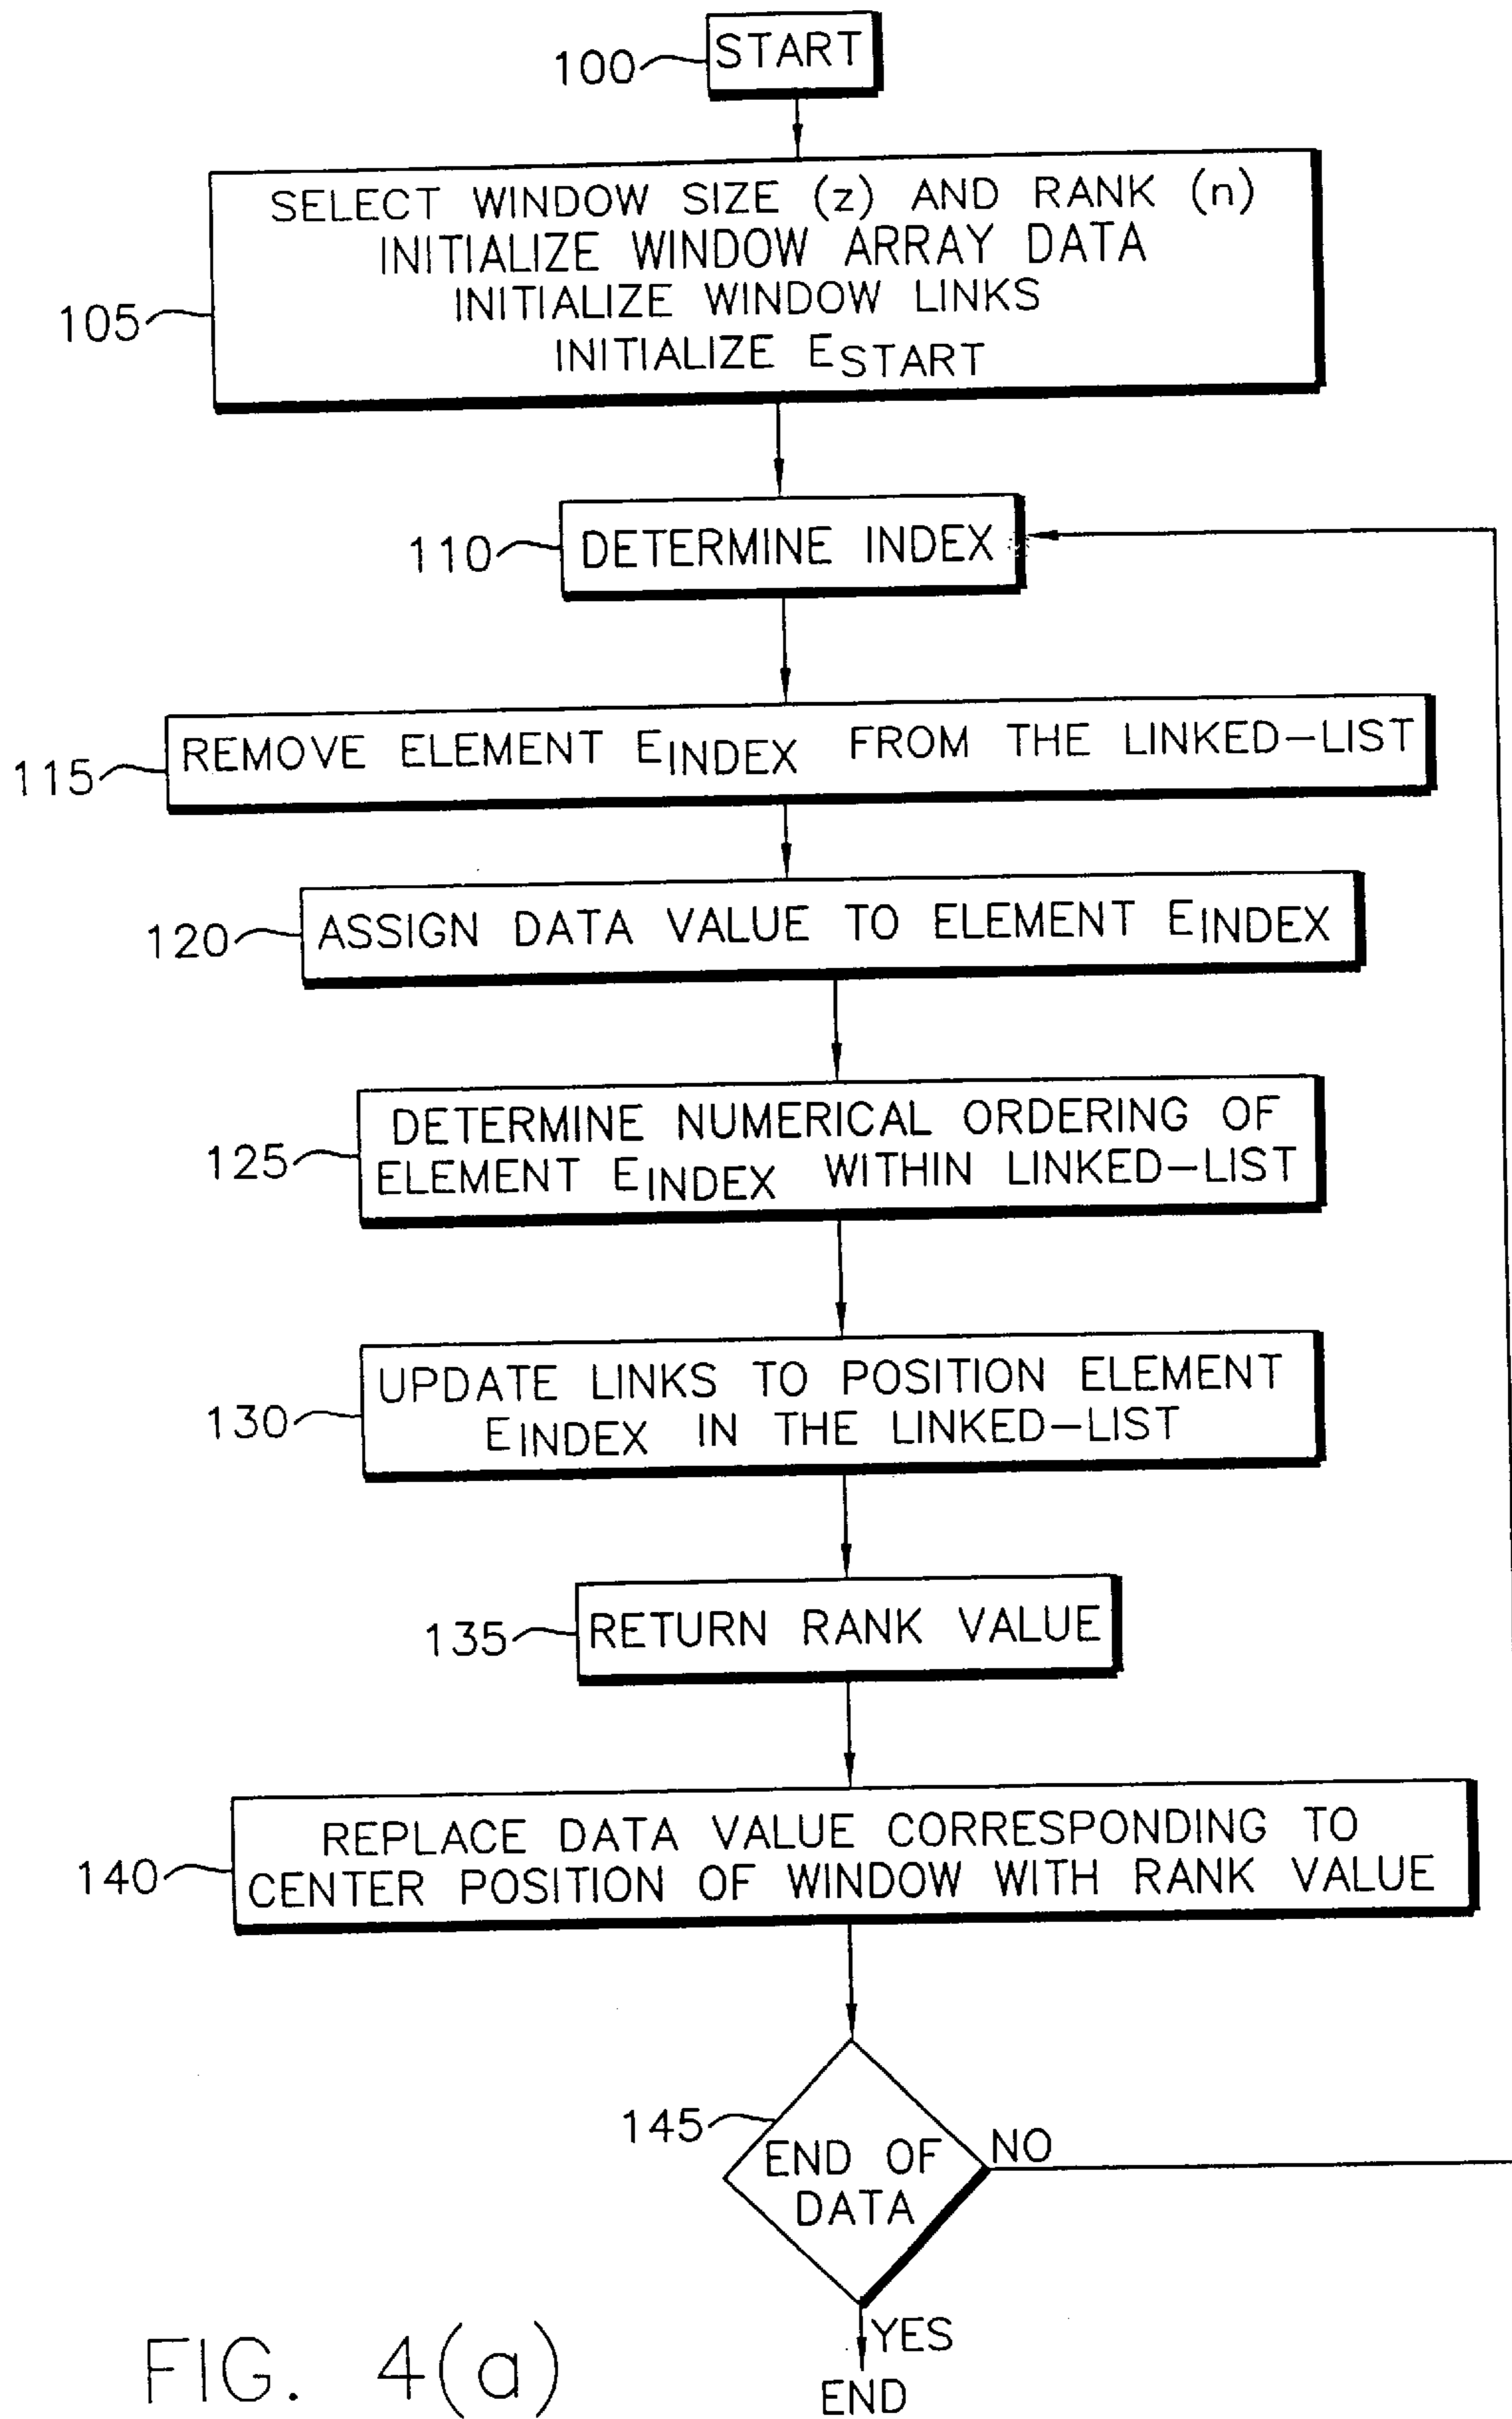 100 START
SELECT WINDOW SIZE (z) AND RANK (n)
INITIALIZE WINDOW ARRAY DATA
INITIALIZE WINDOW LINKS
105
INITIALIZE ESTART
110 DETERMINE INDEX
115 REMOVE ELEMENT EINDEX FROM THE LINKED-LIST
120 ASSIGN DATA VALUE TO ELEMENT EINDEX
DETERMINE NUMERICAL ORDERING OF
125
ELEMENT EINDEX WITHIN LINKED-LIST
UPDATE LINKS TO POSITION ELEMENT
130
EINDEX IN THE LINKED-LIST
135 RETURN RANK VALUE
REPLACE DATA VALUE CORRESPONDING TO
140
CENTER POSITION OF WINDOW WITH RANK VALUE
145
END OF
DATA
NO
YES
END
FIG. 4(a)